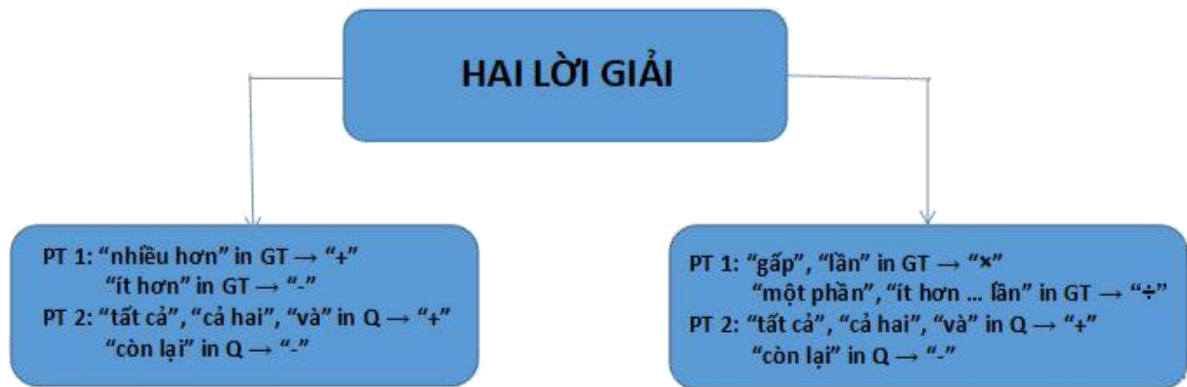 HAI LỜI GIẢI
PT 1: “nhiều hơn” in GT → “+”
“ít hơn” in GT → “-”
PT 2: “tất cả”, “cả hai”, “và” in Q → “+”
“còn lại” in Q → “-”
PT 1: “gấp”, “lần” in GT → “×”
“một phần”, “ít hơn ... lần” in GT → “÷”
PT 2: “tất cả”, “cả hai”, “và” in Q → “+”
“còn lại” in Q → “-”